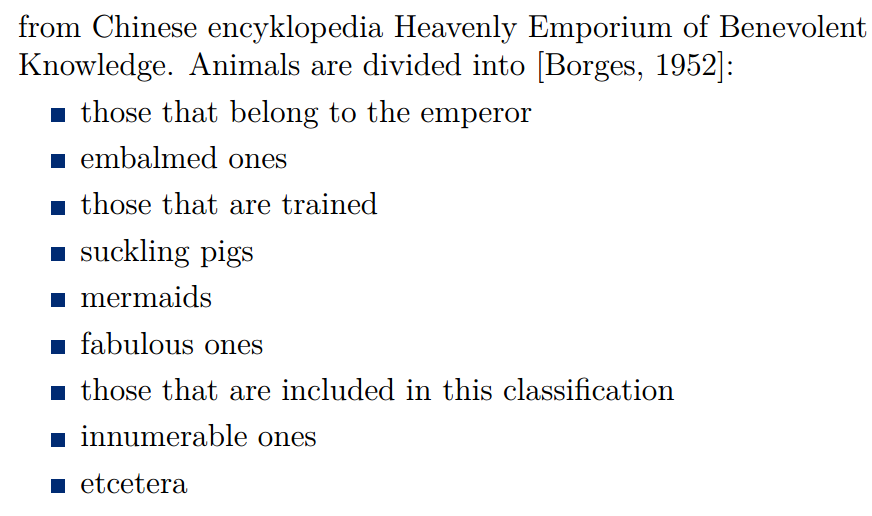 from Chinese encyklopedia Heavenly Emporium of Benevolent
Knowledge. Animals are divided into [Borges, 1952]:
those that belong to the emperor
embalmed ones
those that are trained
suckling pigs
mermaids
fabulous ones
those that are included in this classification
innumerable ones
etcetera